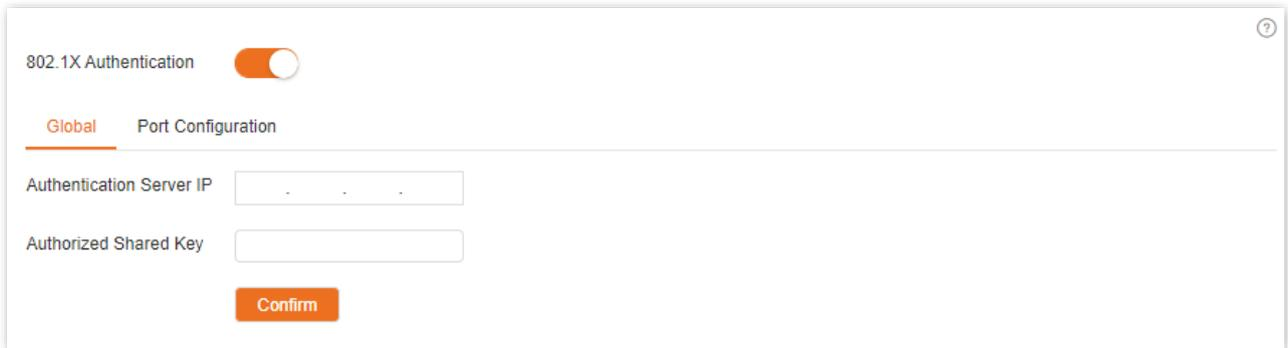 ?
802.1X Authentication
Global Port Configuration
Authentication Server IP . . .
Authorized Shared Key
Confirm